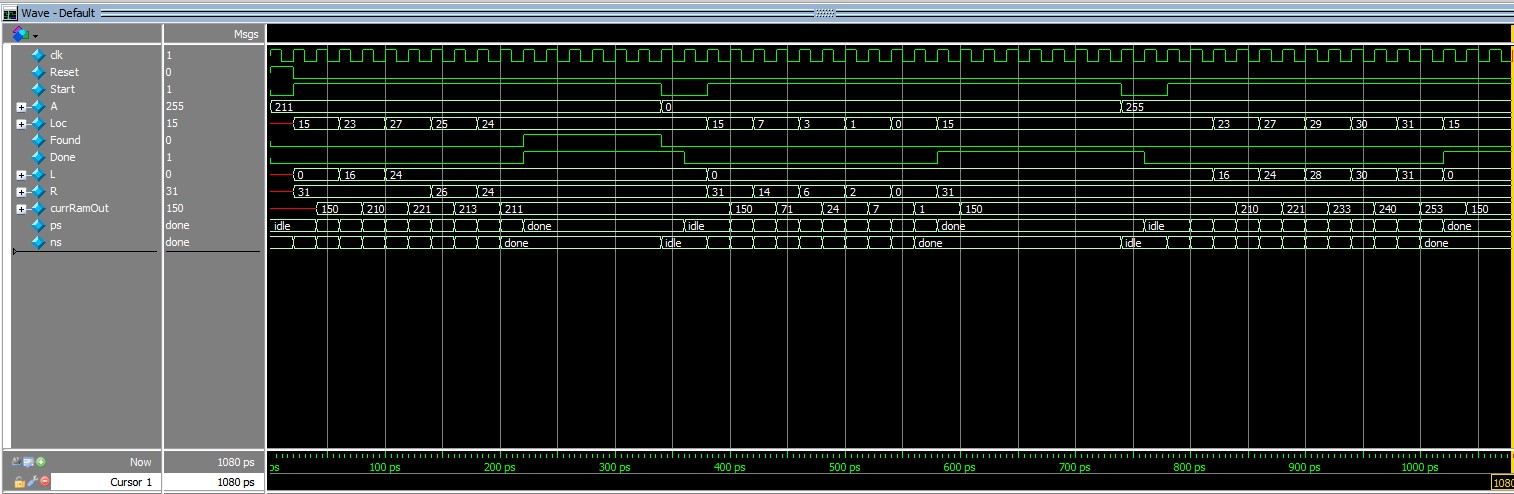 Wave - Default
Msgs
clk 1
Reset 0
Start 1
A 255 211 0 255
Loc 15 15 23 27 25 24 15 7 3 1 0 15 23 27 29 30 31 15
Found 0
Done 1
L 0 0 16 24 0 16 24 28 30 31 0
R 31 31 26 24 31 14 6 2 0 31
currRamOut 150 150 210 221 213 211 150 71 24 7 1 150 210 221 233 240 253 150
ps done idle done idle done idle done
ns done done idle done idle done
Now 1080 ps ps 100 ps 200 ps 300 ps 400 ps 500 ps 600 ps 700 ps 800 ps 900 ps 1000 ps
Cursor 1 1080 ps 1080